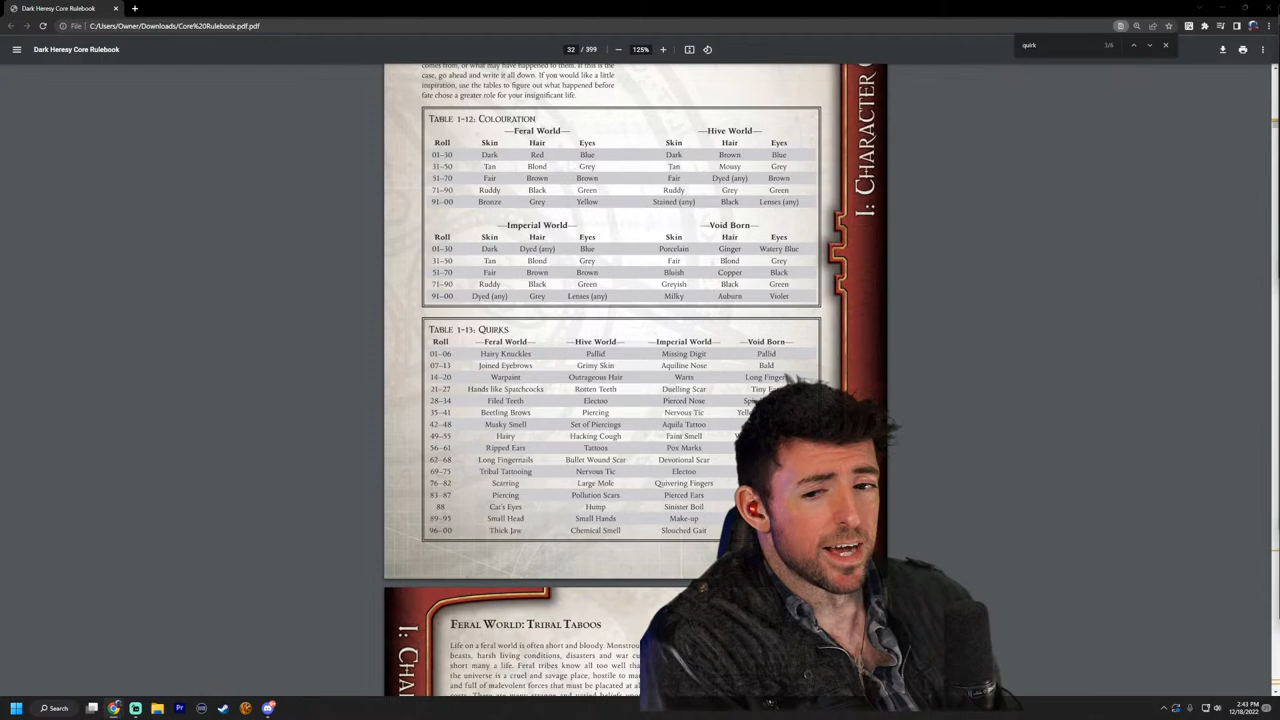 Dark Heresy Core Rulebook
File
C:/Users/Owner/Downloads/Core%20Rulebook.pdf.pdf
quirk
3/6
Dark Heresy Core Rulebook
32 / 399
125%
comes from, or what may have happened to them. If this is the
case, go ahead and write it all down. If you would like a little
inspiration, use the tables to figure out what happened before
fate chose a greater role for your insignificant life.
I: CHARACTER
TABLE 1-12: COLOURATION
—Feral World— —Hive World—
Roll Skin Hair Eyes Skin Hair Eyes
01–30 Dark Red Blue Dark Brown Blue
31–50 Tan Blond Grey Tan Mousy Grey
51–70 Fair Brown Brown Fair Dyed (any) Brown
71–90 Ruddy Black Green Ruddy Grey Green
91–00 Bronze Grey Yellow Stained (any) Black Lenses (any)
—Imperial World— —Void Born—
Roll Skin Hair Eyes Skin Hair Eyes
01–30 Dark Dyed (any) Blue Porcelain Ginger Watery Blue
31–50 Tan Blond Grey Fair Blond Grey
51–70 Fair Brown Brown Bluish Copper Black
71–90 Ruddy Black Green Greyish Black Green
91–00 Dyed (any) Grey Lenses (any) Milky Auburn Violet
TABLE 1-13: QUIRKS
Roll —Feral World— —Hive World— —Imperial World— —Void Born—
01–06 Hairy Knuckles Pallid Missing Digit Pallid
07–13 Joined Eyebrows Grimy Skin Aquiline Nose Bald
14–20 Warpaint Outrageous Hair Warts Long Finger
21–27 Hands like Spatchcocks Rotten Teeth Duelling Scar Tiny
28–34 Filed Teeth Electoo Pierced Nose
35–41 Beetling Brows Piercing Nervous Tic
42–48 Musky Smell Set of Piercings Aquila Tattoo
49–55 Hairy Hacking Cough Faint Smell
56–61 Ripped Ears Tattoos Pox Marks
62–68 Long Fingernails Bullet Wound Scar Devotional Scar
69–75 Tribal Tattooing Nervous Tic Electoo
76–82 Scarring Large Mole Quivering Fingers
83–87 Piercing Pollution Scars Pierced Ears
88 Cat's Eyes Hump Sinister Boil
89–95 Small Head Small Hands Make-up
96–00 Thick Jaw Chemical Smell Slouched Gait
FERAL WORLD: TRIBAL TABOOS
Life on a feral world is often short and bloody.
beasts, harsh living conditions, disasters and war
short many a life. Feral tribes know all too well
the universe is a savage place, hostile to
and full of malevolent forces that must be placated
Search
2:43 PM
12/18/2022